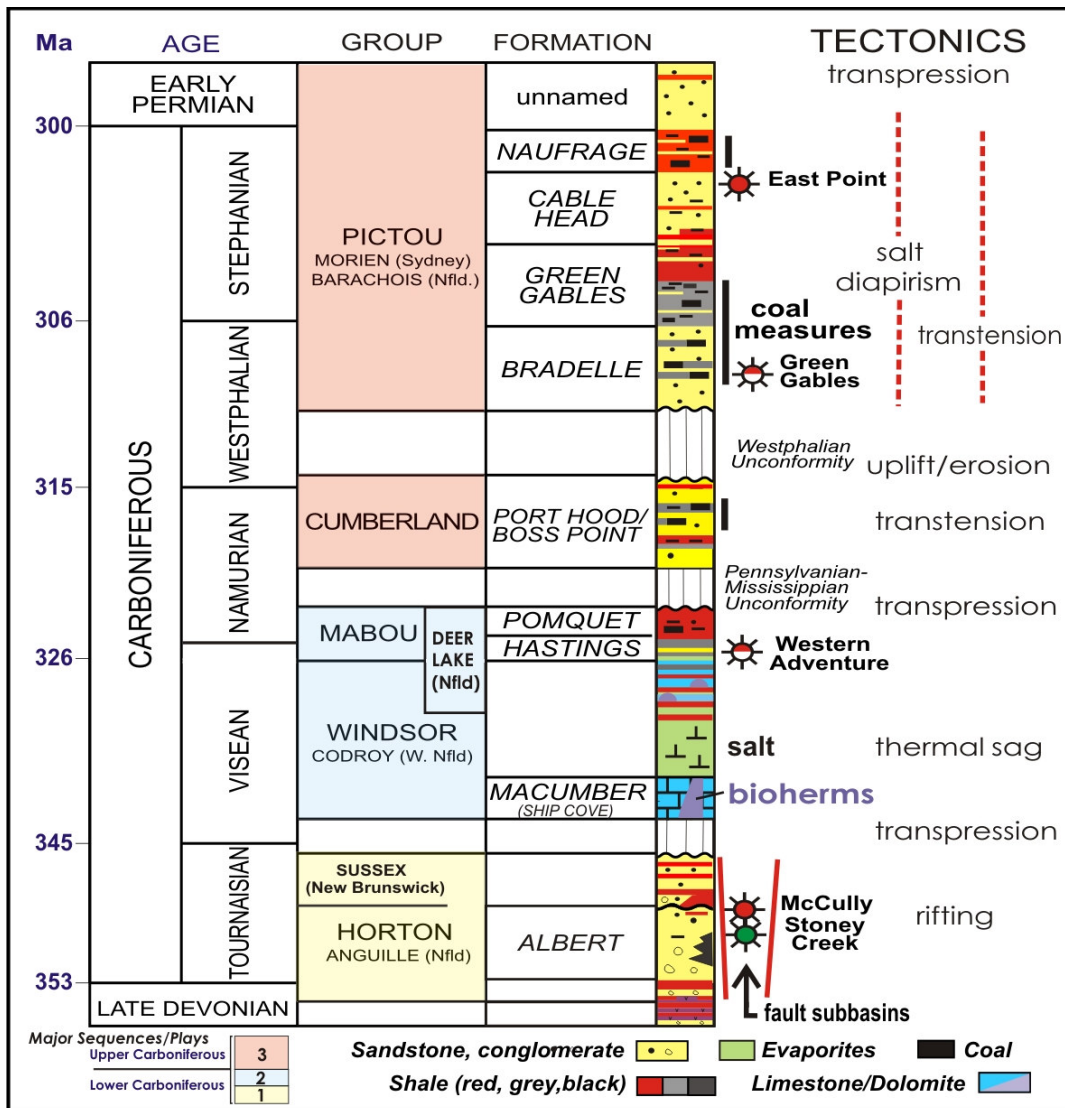 Ma
AGE
GROUP
FORMATION
TECTONICS
EARLY
PERMIAN
unnamed
transpression
300
STEPHANIAN
NAUFRAGE
East Point
CABLE
HEAD
PICTOU
MORIEN (Sydney)
BARACHOIS (Nfld.)
GREEN
GABLES
salt
diapirism
coal
measures
transtension
306
WESTPHALIAN
BRADELLE
Green
Gables
CARBONIFEROUS
Westphalian
Unconformity
uplift/erosion
315
NAMURIAN
CUMBERLAND
PORT HOOD/
BOSS POINT
transtension
Pennsylvanian-
Mississippian
Unconformity
transpression
MABOU
DEER
LAKE
(Nfld)
POMQUET
HASTINGS
Western
Adventure
326
VISEAN
WINDSOR
CODROY (W. Nfld)
salt
thermal sag
MACUMBER
(SHIP COVE)
bioherms
transpression
345
TOURNAISIAN
SUSSEX
(New Brunswick)
HORTON
ANGUILLE (Nfld)
ALBERT
McCully
Stoney
Creek
rifting
353
LATE DEVONIAN
fault subbasins
Major Sequences/Plays
Upper Carboniferous
3
Lower Carboniferous
2
1
Sandstone, conglomerate
Evaporites
Coal
Shale (red, grey,black)
Limestone/Dolomite